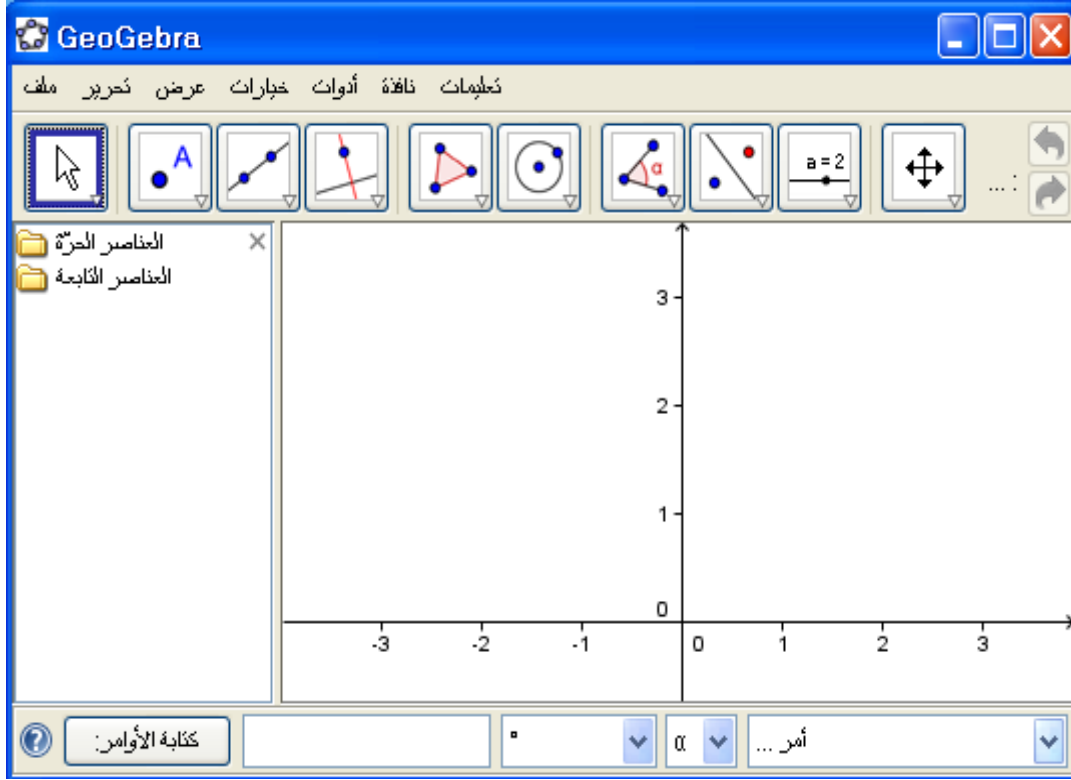 GeoGebra
ملف تحرير عرض خيارات أدوات نافذة تعليمات
A α a = 2 ... :
العناصر الحرّة
العناصر التابعة
3
2
1
0
-3 -2 -1 0 1 2 3
كتابة الأوامر: ° α أمر ...